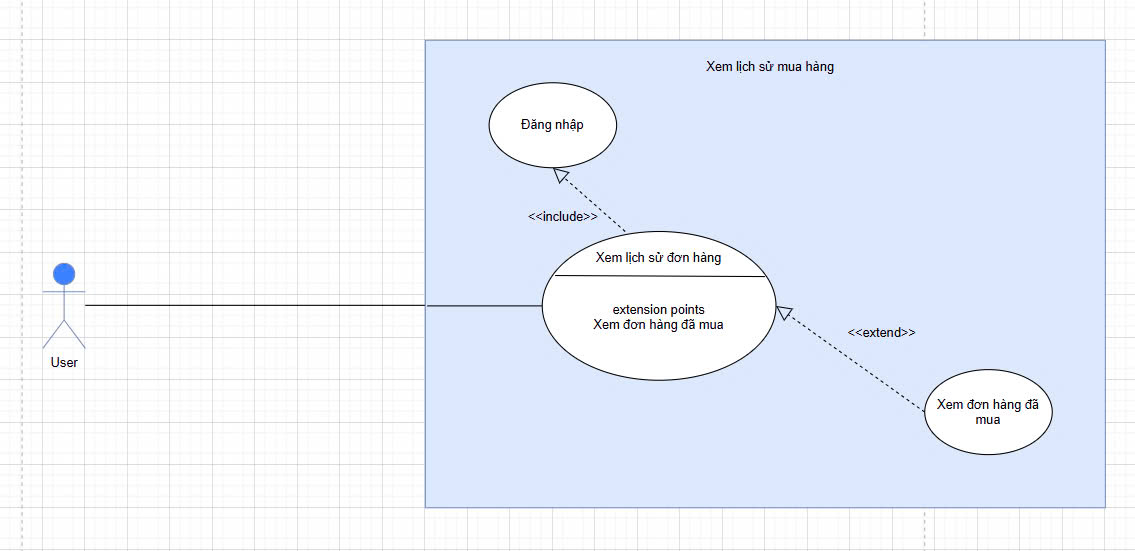 Xem lịch sử mua hàng
Đăng nhập
<<include>>
Xem lịch sử đơn hàng
extension points
Xem đơn hàng đã mua
<<extend>>
User
Xem đơn hàng đã
mua